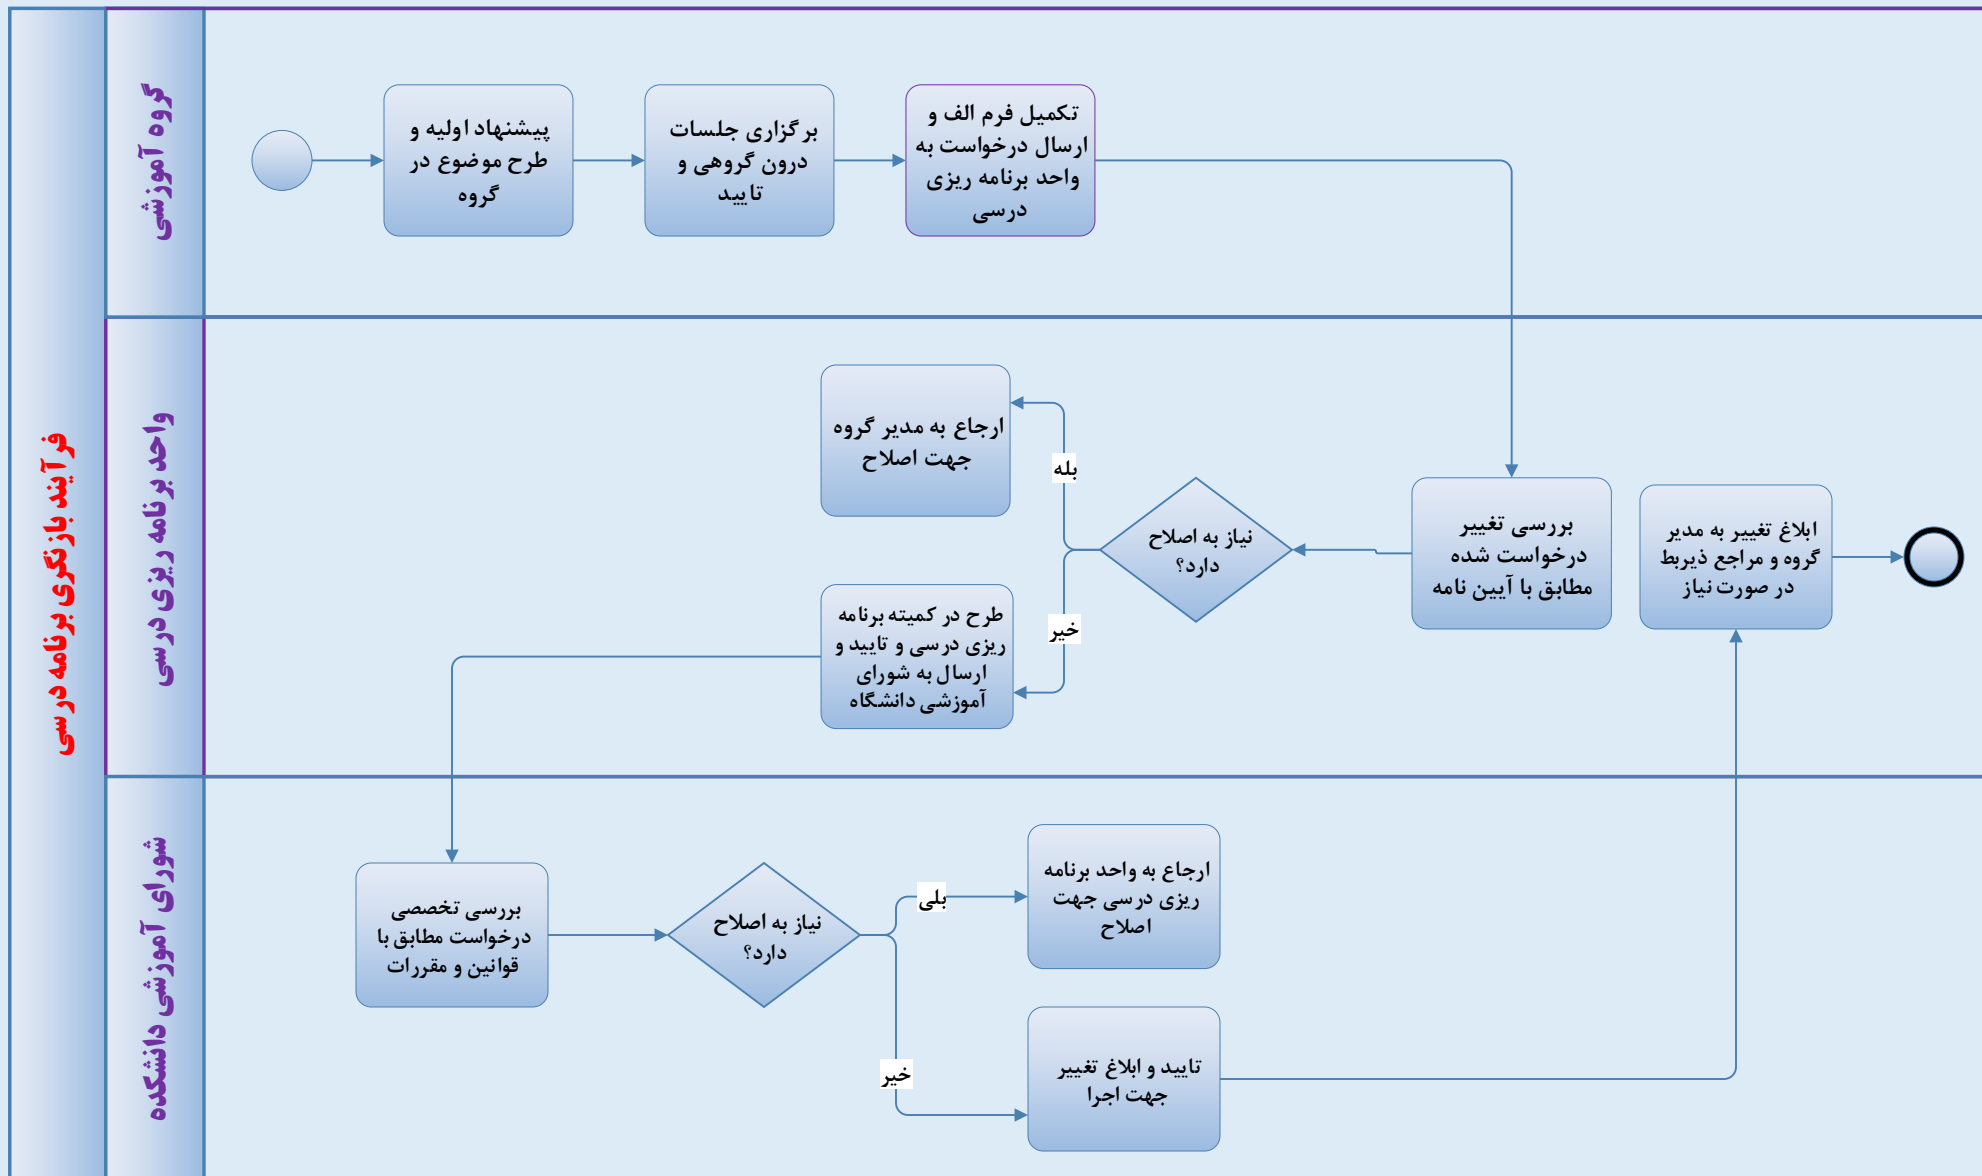 فرآیند بازنگری برنامه درسی
گروه آموزشی
پیشنهاد اولیه و
طرح موضوع در
گروه
برگزاری جلسات
درون گروهی و
تایید
تکمیل فرم الف و
ارسال درخواست به
واحد برنامه ریزی
درسی
واحد برنامه ریزی درسی
ارجاع به مدیر گروه
جهت اصلاح
بله
نیاز به اصلاح
دارد؟
خیر
طرح در کمیته برنامه
ریزی درسی و تایید و
ارسال به شورای
آموزشی دانشگاه
بررسی تغییر
درخواست شده
مطابق با آیین نامه
ابلاغ تغییر به مدیر
گروه و مراجع ذیربط
در صورت نیاز
شورای آموزشی دانشکده
بررسی تخصصی
درخواست مطابق با
قوانین و مقررات
نیاز به اصلاح
دارد؟
بلی
ارجاع به واحد برنامه
ریزی درسی جهت
اصلاح
خیر
تایید و ابلاغ تغییر
جهت اجرا